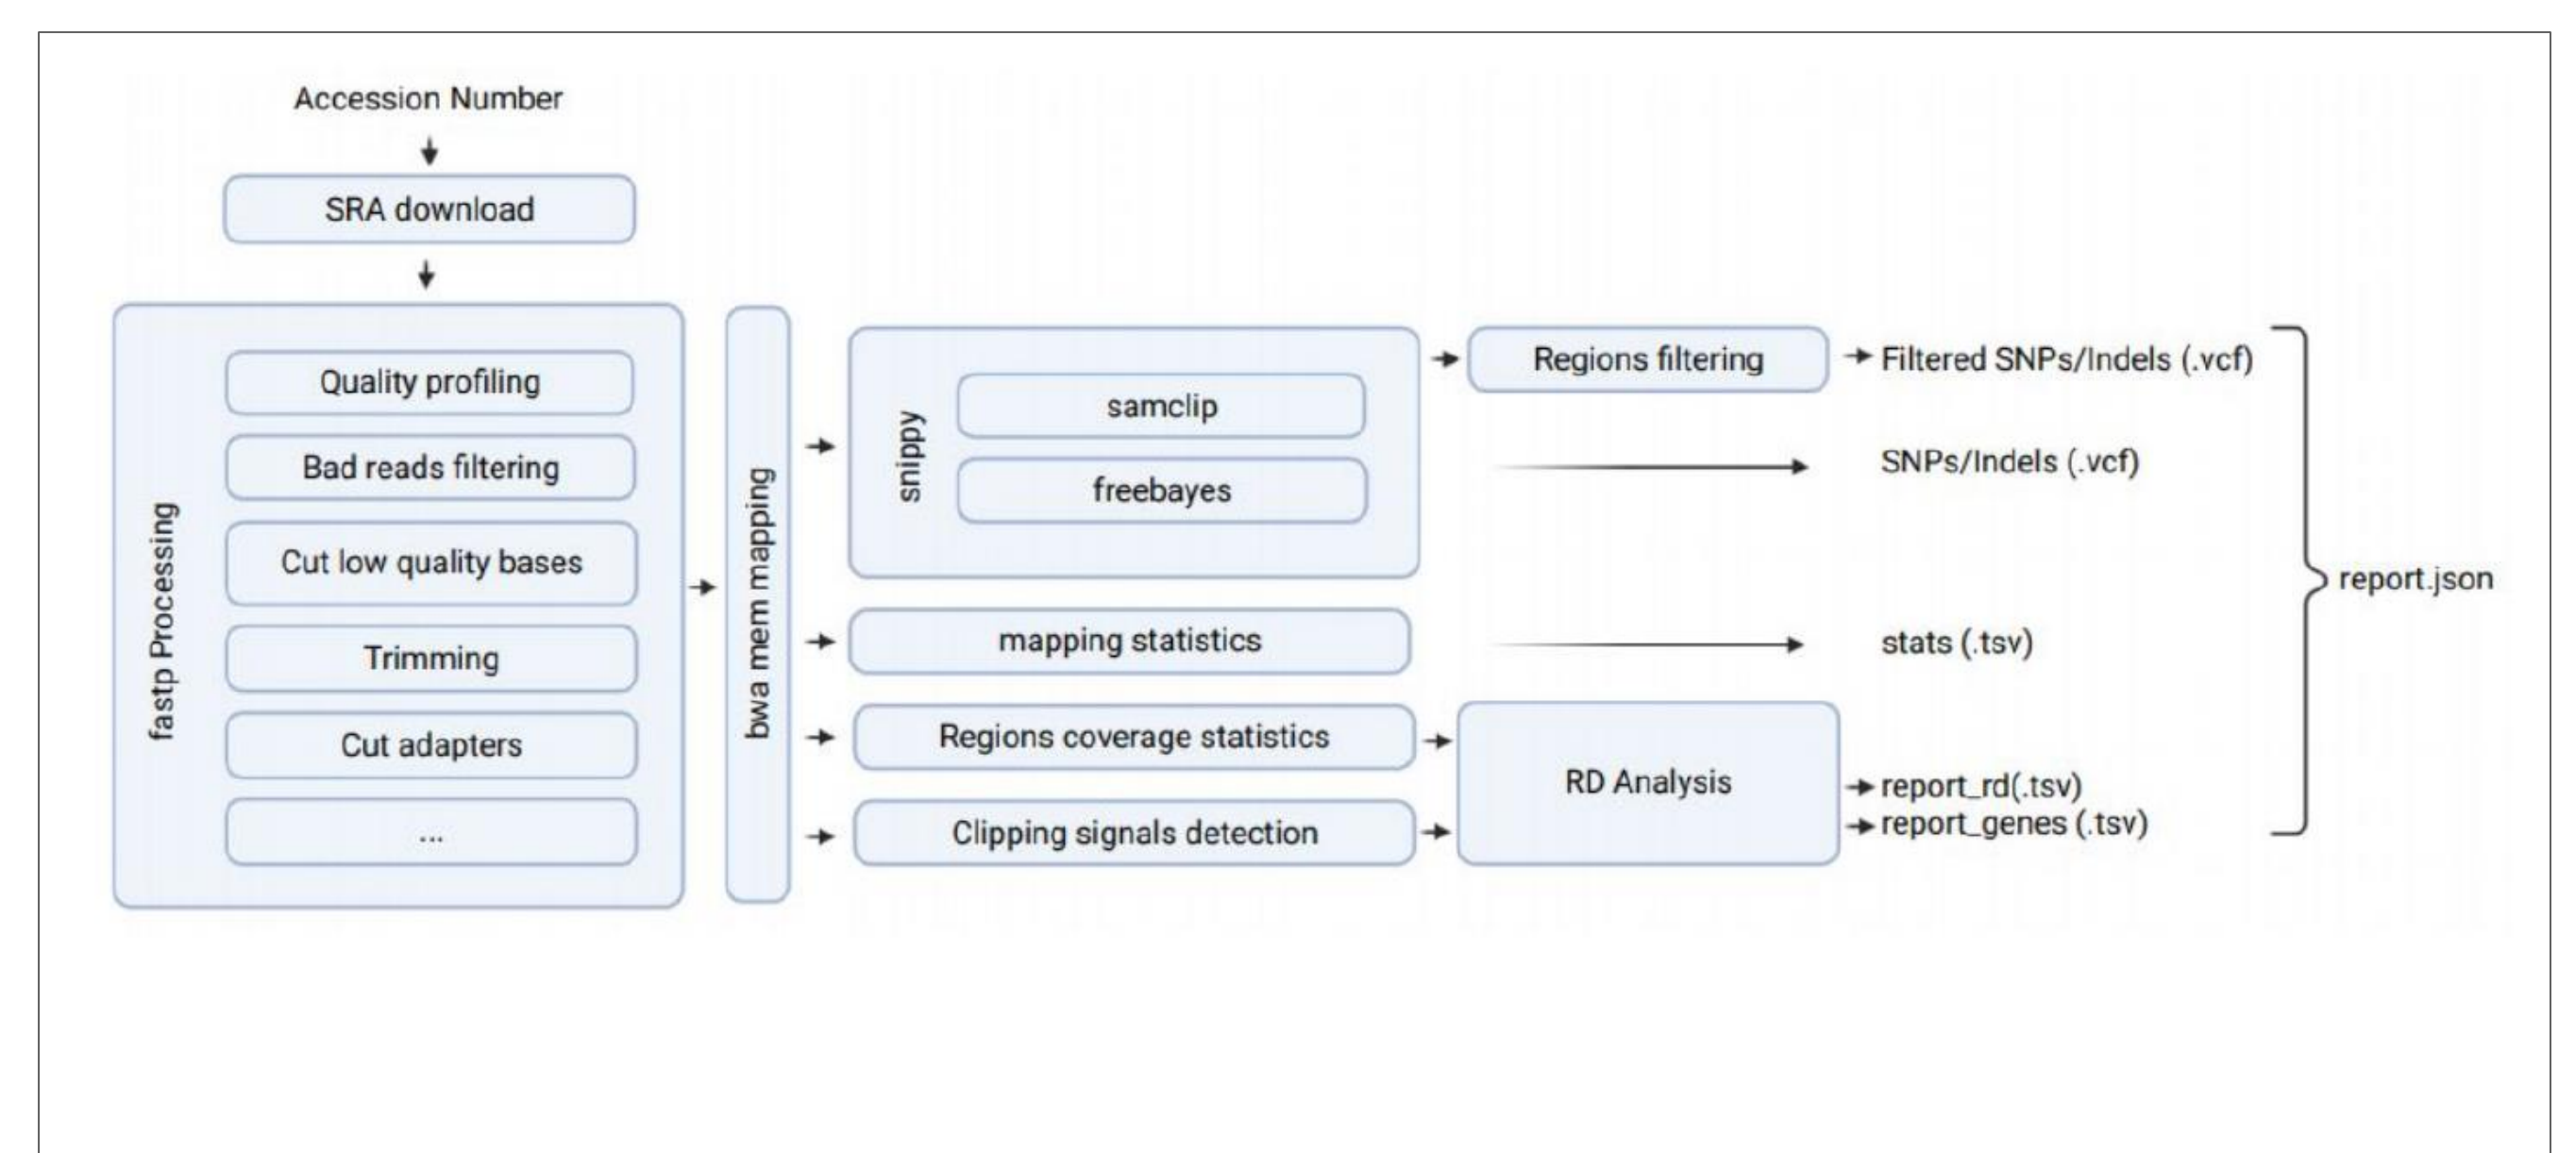 Accession Number
SRA download
fastp Processing
Quality profiling
Bad reads filtering
Cut low quality bases
Trimming
Cut adapters
...
bwa mem mapping
snippy
samclip
freebayes
mapping statistics
Regions coverage statistics
Clipping signals detection
Regions filtering
RD Analysis
Filtered SNPs/Indels (.vcf)
SNPs/Indels (.vcf)
stats (.tsv)
report_rd(.tsv)
report_genes (.tsv)
report.json